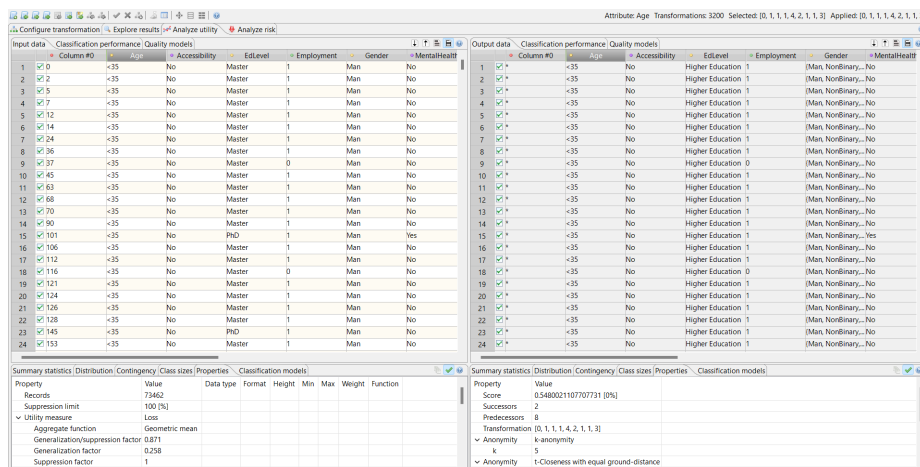 Attribute: Age Transformations: 3200 Selected: [0, 1, 1, 1, 4, 2, 1, 1, 3] Applied: [0, 1, 1, 1, 4, 2, 1, 1,
Configure transformation Explore results Analyze utility Analyze risk
Input data Classification performance Quality models
Column #0 Age Accessibility EdLevel Employment Gender MentalHealth
1 0 <35 No Master 1 Man No
2 2 <35 No Master 1 Man No
3 5 <35 No Master 1 Man No
4 7 <35 No Master 1 Man No
5 12 <35 No Master 1 Man No
6 14 <35 No Master 1 Man No
7 24 <35 No Master 1 Man No
8 36 <35 No Master 1 Man No
9 37 <35 No Master 0 Man No
10 45 <35 No Master 1 Man No
11 63 <35 No Master 1 Man No
12 68 <35 No Master 1 Man No
13 70 <35 No Master 1 Man No
14 90 <35 No Master 1 Man No
15 101 <35 No PhD 1 Man Yes
16 106 <35 No Master 1 Man No
17 112 <35 No Master 1 Man No
18 116 <35 No Master 0 Man No
19 121 <35 No Master 1 Man No
20 124 <35 No Master 1 Man No
21 126 <35 No Master 1 Man No
22 128 <35 No Master 1 Man No
23 145 <35 No PhD 1 Man No
24 153 <35 No Master 1 Man No
Output data Classification performance Quality models
Column #0 Age Accessibility EdLevel Employment Gender MentalHealth
1 * <35 No Higher Education 1 {Man, NonBinary,... No
2 * <35 No Higher Education 1 {Man, NonBinary,... No
3 * <35 No Higher Education 1 {Man, NonBinary,... No
4 * <35 No Higher Education 1 {Man, NonBinary,... No
5 * <35 No Higher Education 1 {Man, NonBinary,... No
6 * <35 No Higher Education 1 {Man, NonBinary,... No
7 * <35 No Higher Education 1 {Man, NonBinary,... No
8 * <35 No Higher Education 1 {Man, NonBinary,... No
9 * <35 No Higher Education 0 {Man, NonBinary,... No
10 * <35 No Higher Education 1 {Man, NonBinary,... No
11 * <35 No Higher Education 1 {Man, NonBinary,... No
12 * <35 No Higher Education 1 {Man, NonBinary,... No
13 * <35 No Higher Education 1 {Man, NonBinary,... No
14 * <35 No Higher Education 1 {Man, NonBinary,... No
15 * <35 No Higher Education 1 {Man, NonBinary,... Yes
16 * <35 No Higher Education 1 {Man, NonBinary,... No
17 * <35 No Higher Education 1 {Man, NonBinary,... No
18 * <35 No Higher Education 0 {Man, NonBinary,... No
19 * <35 No Higher Education 1 {Man, NonBinary,... No
20 * <35 No Higher Education 1 {Man, NonBinary,... No
21 * <35 No Higher Education 1 {Man, NonBinary,... No
22 * <35 No Higher Education 1 {Man, NonBinary,... No
23 * <35 No Higher Education 1 {Man, NonBinary,... No
24 * <35 No Higher Education 1 {Man, NonBinary,... No
Summary statistics Distribution Contingency Class sizes Properties Classification models
Property Value Data type Format Height Min Max Weight Function
Records 73462
Suppression limit 100 [%]
Utility measure Loss
Aggregate function Geometric mean
Generalization/suppression factor 0.871
Generalization factor 0.258
Suppression factor 1
Summary statistics Distribution Contingency Class sizes Properties Classification models
Property Value
Score 0.5480021107707731 [0%]
Successors 2
Predecessors 8
Transformation [0, 1, 1, 1, 4, 2, 1, 1, 3]
Anonymity k-anonymity
k 5
Anonymity t-Closeness with equal ground-distance